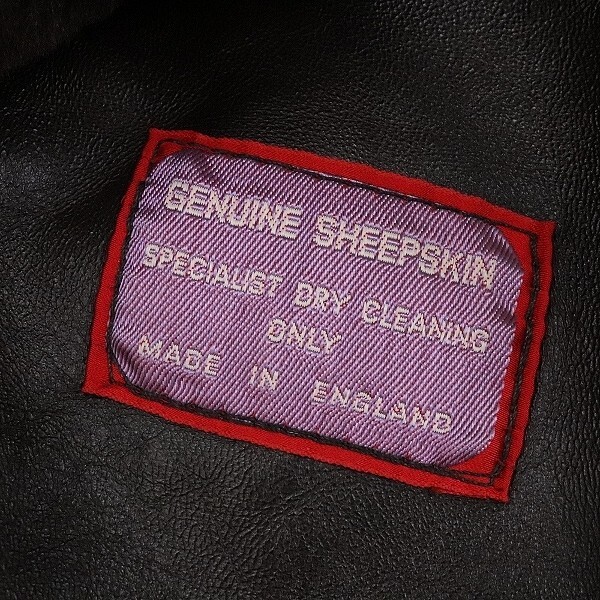 GENUINE SHEEPSKIN
SPECIALIST DRY CLEANING
ONLY
MADE IN ENGLAND